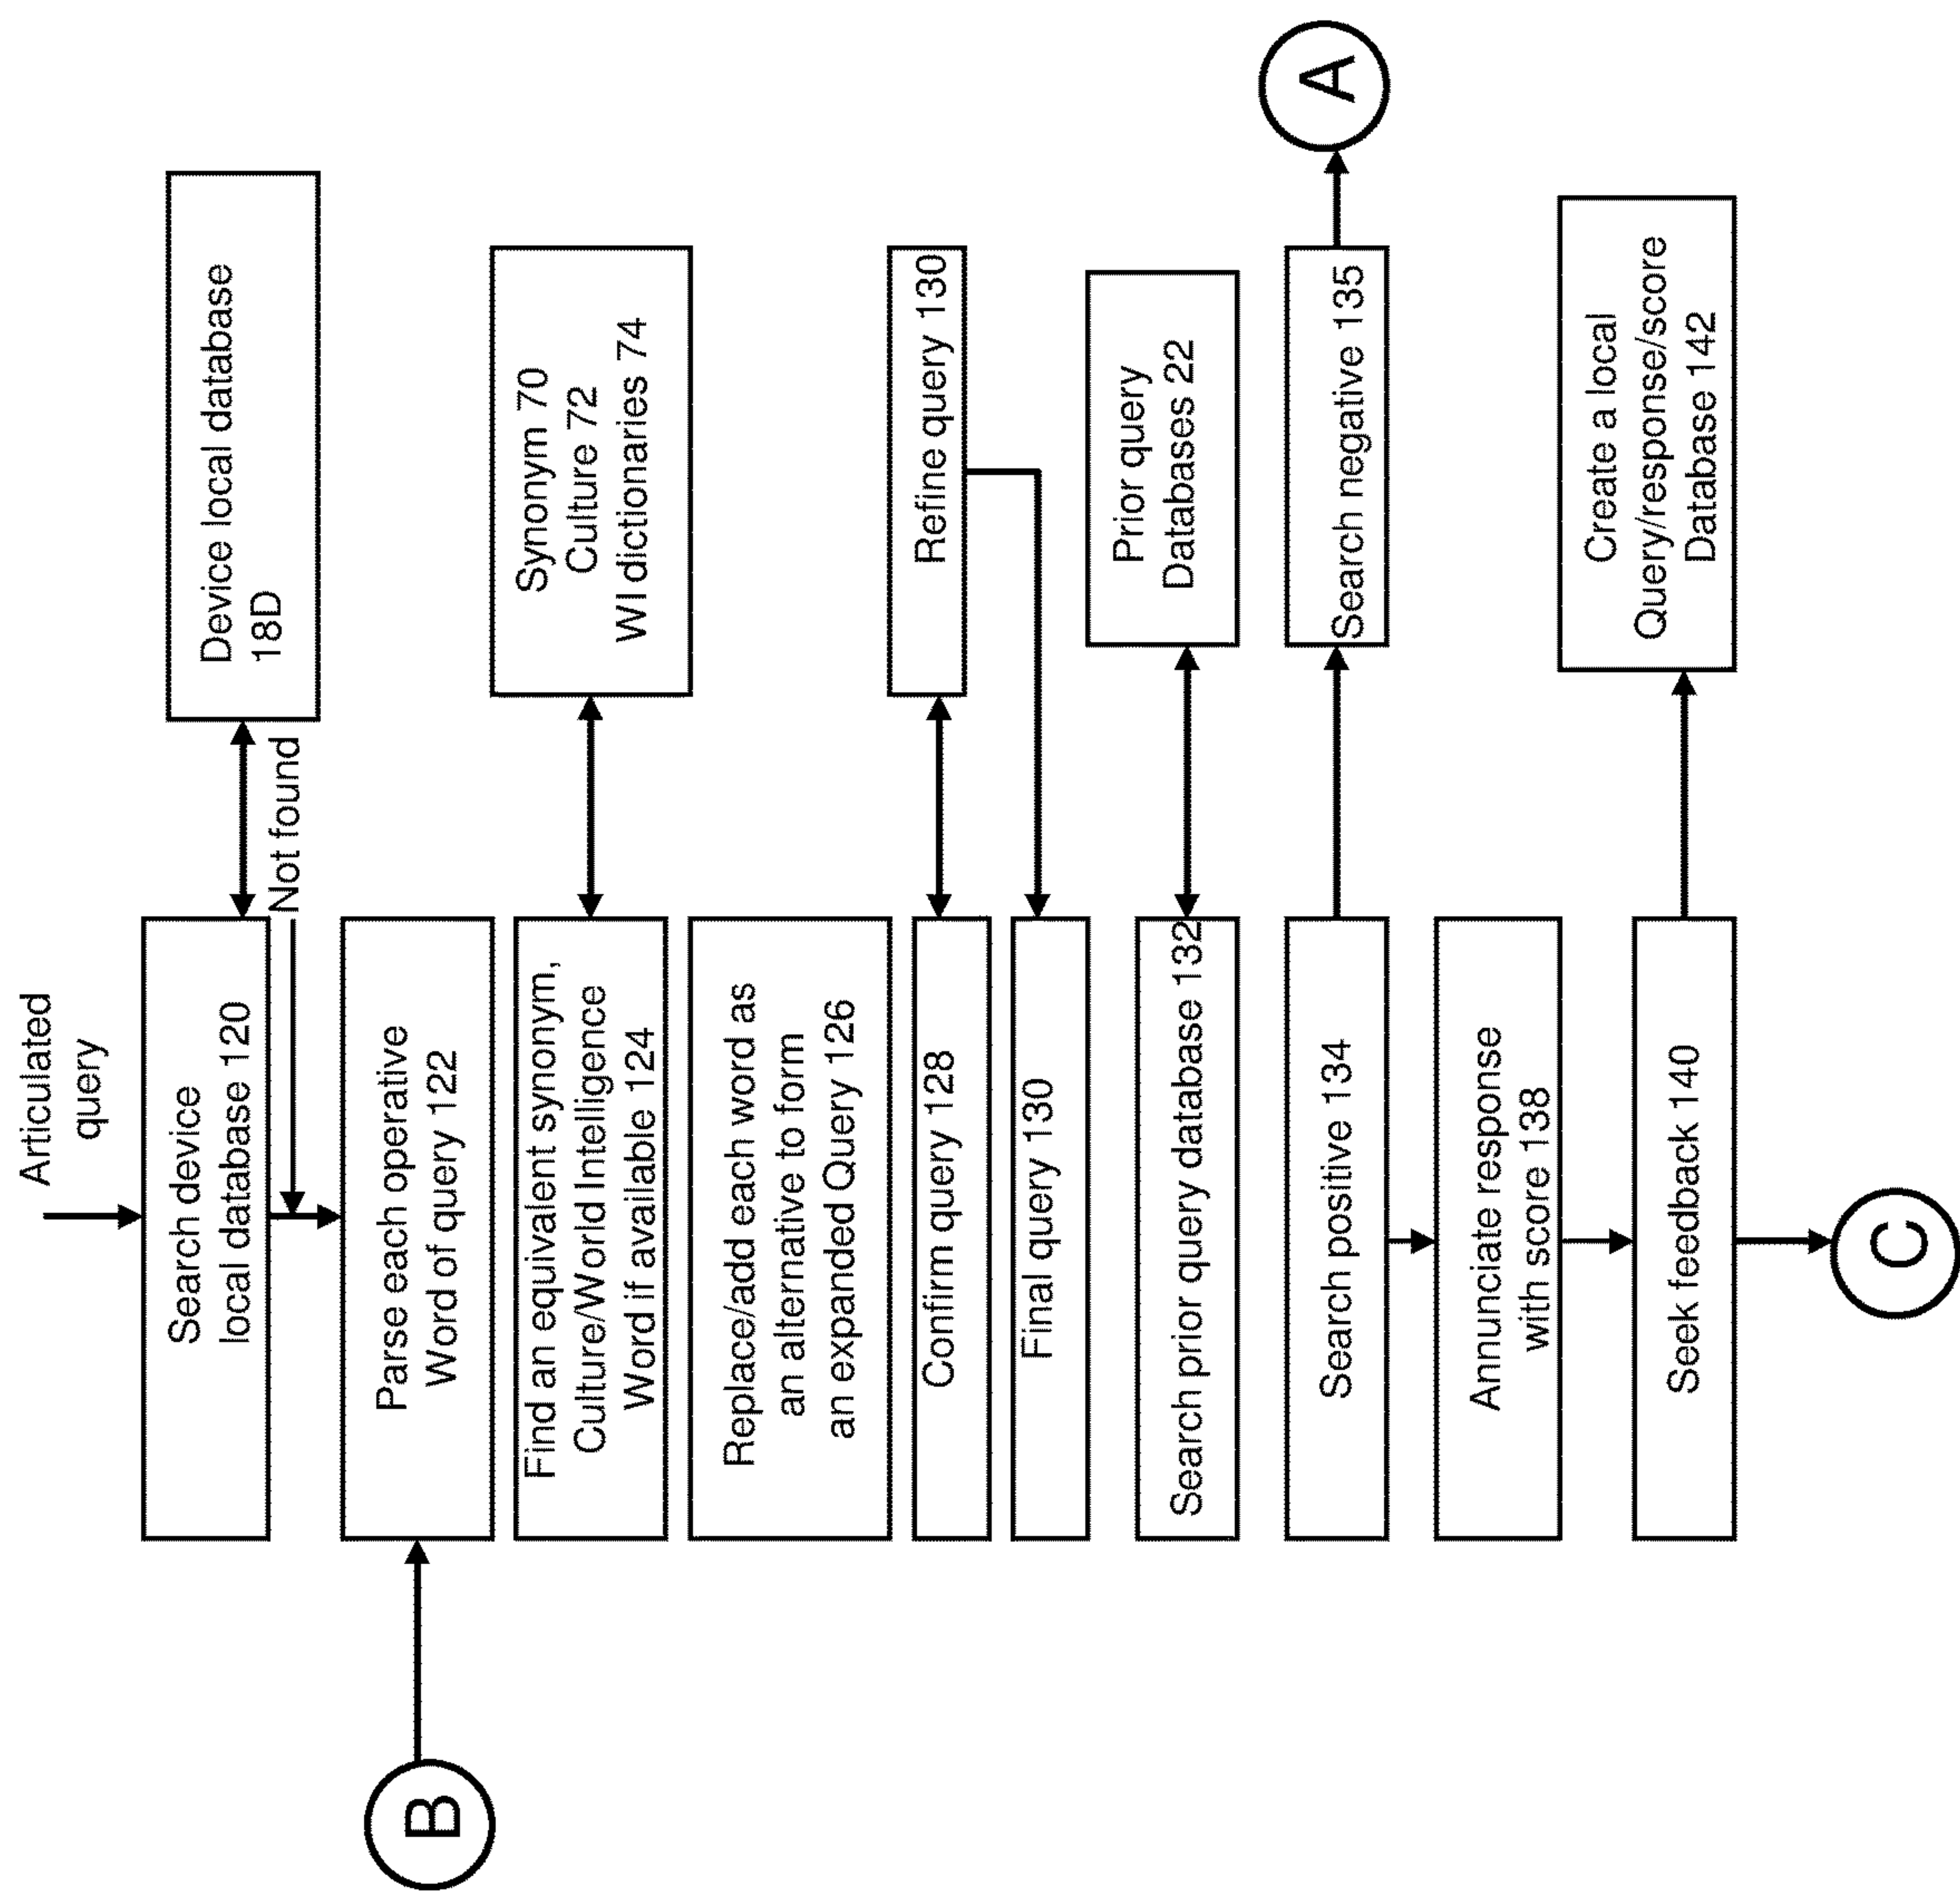 Articulated
query
Search device
local database 120
Device local database
18D
Not found
B
Parse each operative
Word of query 122
Find an equivalent synonym,
Culture/World Intelligence
Word if available 124
Synonym 70
Culture 72
WI dictionaries 74
Replace/add each word as
an alternative to form
an expanded Query 126
Confirm query 128
Refine query 130
Final query 130
Search prior query database 132
Prior query
Databases 22
Search positive 134
Search negative 135
A
Annunciate response
with score 138
Seek feedback 140
Create a local
Query/response/score
Database 142
C